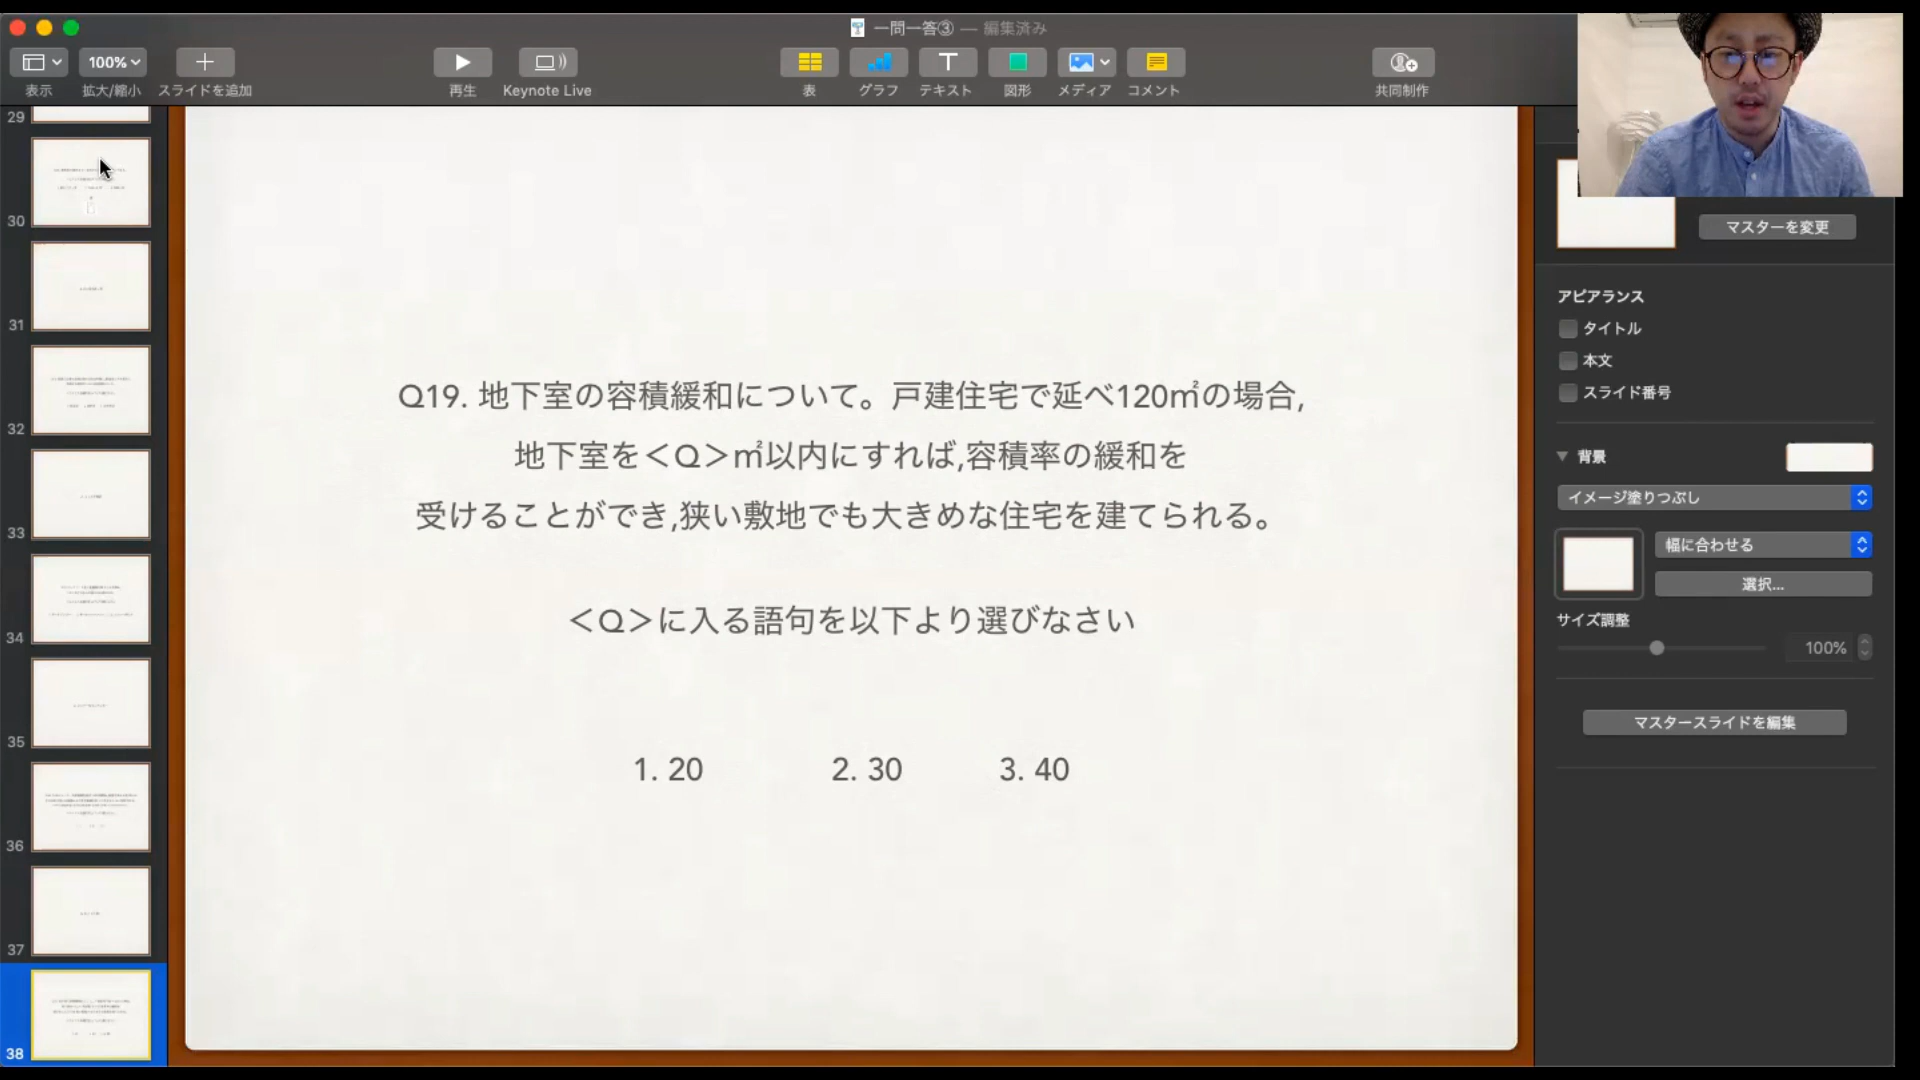 一問一答③ — 編集済み
100%
表示
拡大/縮小
スライドを追加
再生
Keynote Live
表
グラフ
テキスト
図形
メディア
コメント
共同制作
29
30
31
32
33
34
35
36
37
38
Q19. 地下室の容積緩和について。戸建住宅で延べ120㎡の場合,
地下室を＜Q＞㎡以内にすれば,容積率の緩和を
受けることができ,狭い敷地でも大きめな住宅を建てられる。
＜Q＞に入る語句を以下より選びなさい
1. 20 2. 30 3. 40
マスターを変更
アピアランス
タイトル
本文
スライド番号
背景
イメージ塗りつぶし
幅に合わせる
選択...
サイズ調整
100%
マスタースライドを編集